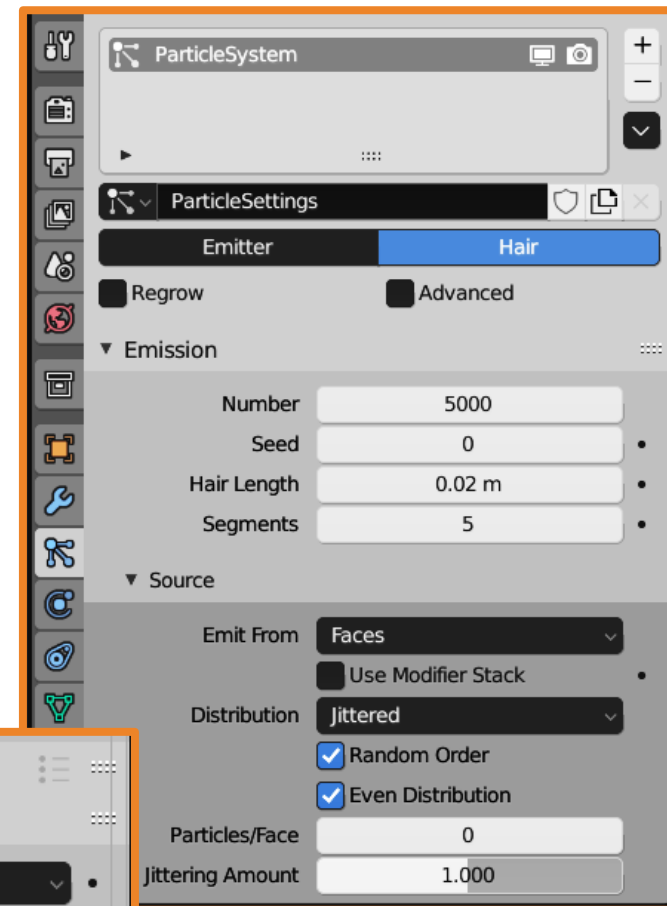 ParticleSystem
ParticleSettings
Emitter Hair
Regrow Advanced
Emission
Number 5000
Seed 0
Hair Length 0.02 m
Segments 5
Source
Emit From Faces
Use Modifier Stack
Distribution Jittered
Random Order
Even Distribution
Particles/Face 0
Jittering Amount 1.000